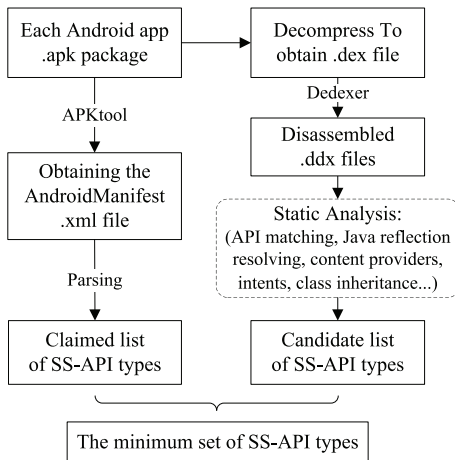 Each Android app
.apk package
Decompress To
obtain .dex file
APKtool
Dedexer
Obtaining the
AndroidManifest
.xml file
Disassembled
.ddx files
Static Analysis:
(API matching, Java reflection
resolving, content providers,
intents, class inheritance...)
Parsing
Claimed list
of SS-API types
Candidate list
of SS-API types
The minimum set of SS-API types